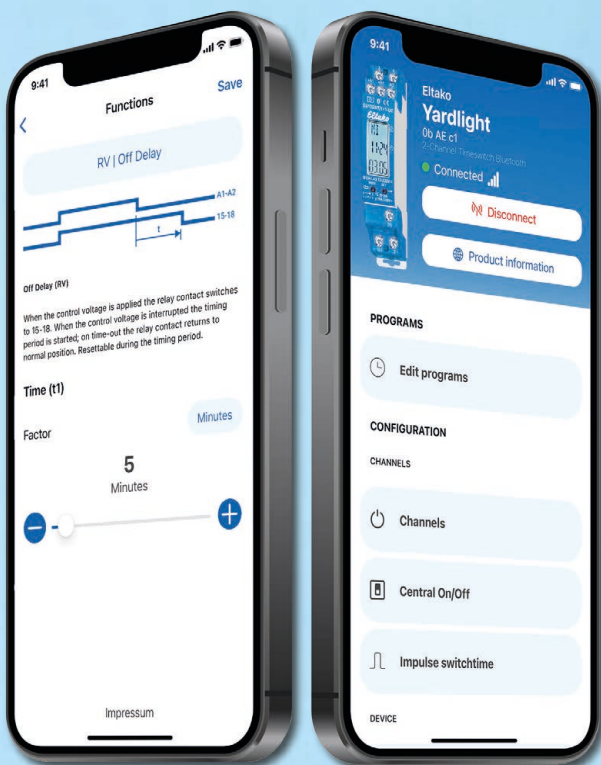 9:41
Functions
Save
RV | Off Delay
A1-A2
15-18
t
Off Delay (RV)
When the control voltage is applied the relay contact switches
to 15-18. When the control voltage is interrupted the timing
period is started; on time-out the relay contact returns to
normal position. Resettable during the timing period.
Time (t1)
Factor
Minutes
5
Minutes
Impressum
9:41
Eltako
Yardlight
0b AE c1
2-Channel Timeswitch Bluetooth
Connected
Disconnect
Product information
Eltako
PROGRAMS
Edit programs
CONFIGURATION
CHANNELS
Channels
Central On/Off
Impulse switchtime
DEVICE